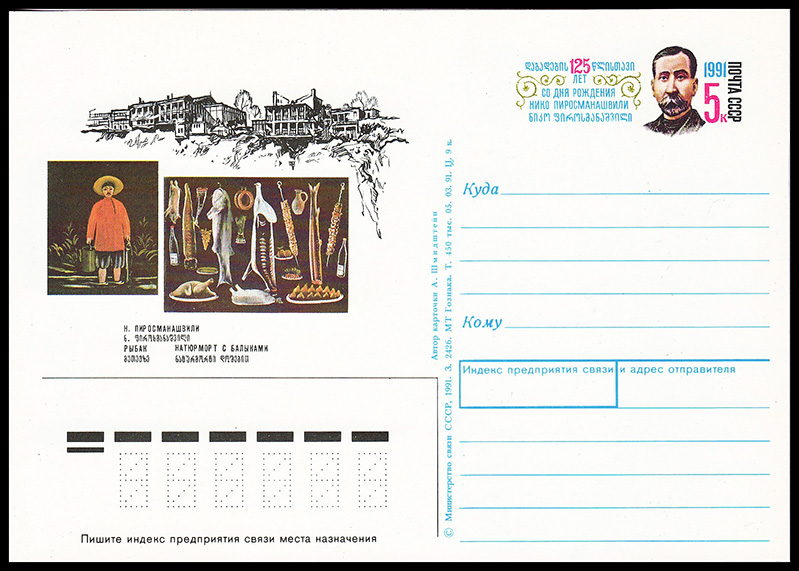 დაბადების 125 წლისთავი
ЛЕТ
СО ДНЯ РОЖДЕНИЯ
НИКО ПИРОСМАНАШВИЛИ
ნიკო ფიროსმანაშვილი
1991
5к
ПОЧТА СССР
Н. ПИРОСМАНАШВИЛИ
ნ. ფიროსმანაშვილი
РЫБАК НАТЮРМОРТ С БАЛЫКАМИ
მეთევზე ნატურმორტი
Куда
Кому
Индекс предприятия связи и адрес отправителя
© Министерство связи СССР, 1991. З. 2426. МТ Гознака. Т. 450 тыс. 05. 03. 91. Ц. 9 к.
Автор карточки А. Шмидштейн
Пишите индекс предприятия связи места назначения